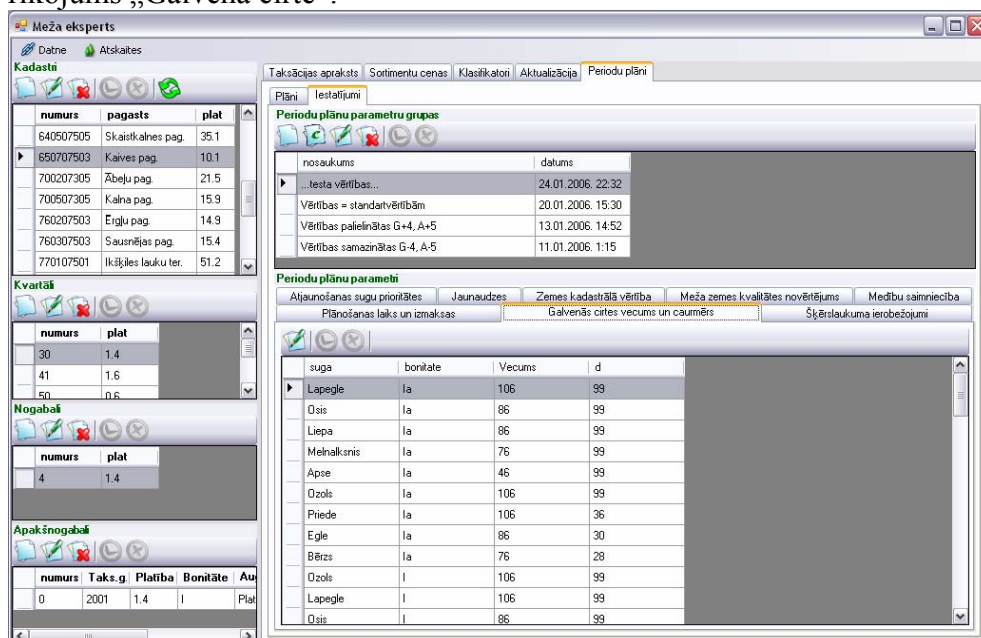 rīkojums „Galvenā cirte”.
Meža eksperts
Datne Atskaites
Kadastri
numurs pagasts plat
640507505 Skaistkalnes pag. 35.1
650707503 Kaives pag. 10.1
700207305 Ābeļu pag. 21.5
700507305 Kalna pag. 15.9
760207503 Ērgļu pag. 14.9
760307503 Sausnējas pag. 15.4
770107501 Ikšķiles lauku ter. 51.2
Kvartāli
numurs plat
30 1.4
41 1.6
50 0.6
Nogabali
numurs plat
4 1.4
Apakšnogabali
numurs Taks.g. Platība Bonitāte Au
0 2001 1.4 I Plat
Taksācijas apraksts Sortimentu cenas Klasifikatori Aktualizācija Periodu plāni
Plāni Iestatījumi
Periodu plānu parametru grupas
nosaukums datums
...testa vērtības... 24.01.2006. 22:32
Vērtības = standartvērtībām 20.01.2006. 15:30
Vērtības palielinātas G+4, A+5 13.01.2006. 14:52
Vērtības samazinātas G-4, A-5 11.01.2006. 1:15
Periodu plānu parametri
Atjaunošanas sugu prioritātes Jaunaudzes Zemes kadastrālā vērtība Meža zemes kvalitātes novērtējums Medību saimniecība
Plānošanas laiks un izmaksas Galvenās cirtes vecums un caurmērs Šķērslaukuma ierobežojumi
suga bonitate Vecums d
Lapegle Ia 106 99
Osis Ia 86 99
Liepa Ia 86 99
Melnalksnis Ia 76 99
Apse Ia 46 99
Ozols Ia 106 99
Priede Ia 106 36
Egle Ia 86 30
Bērzs Ia 76 28
Ozols I 106 99
Lapegle I 106 99
Osis I 86 99